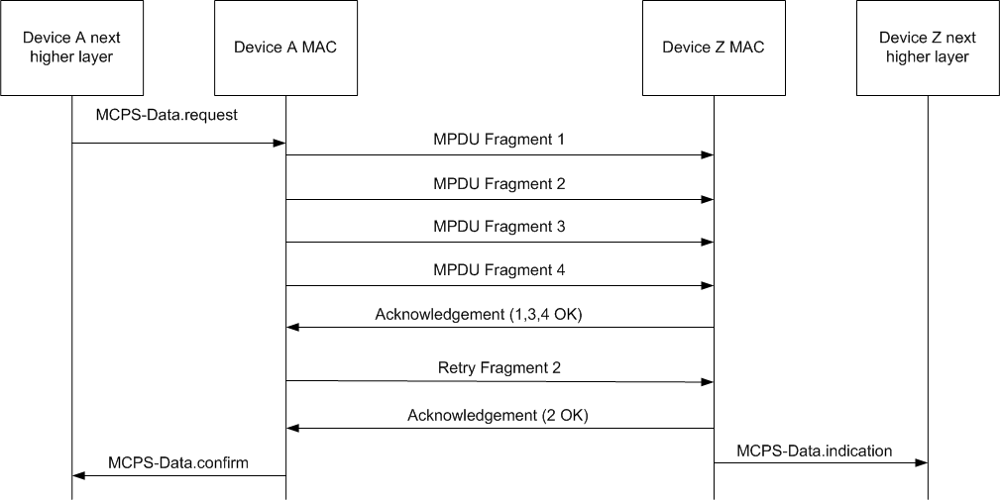 Device A next
higher layer
Device A MAC
Device Z MAC
Device Z next
higher layer
MCPS-Data.request
MPDU Fragment 1
MPDU Fragment 2
MPDU Fragment 3
MPDU Fragment 4
Acknowledgement (1,3,4 OK)
Retry Fragment 2
Acknowledgement (2 OK)
MCPS-Data.indication
MCPS-Data.confirm